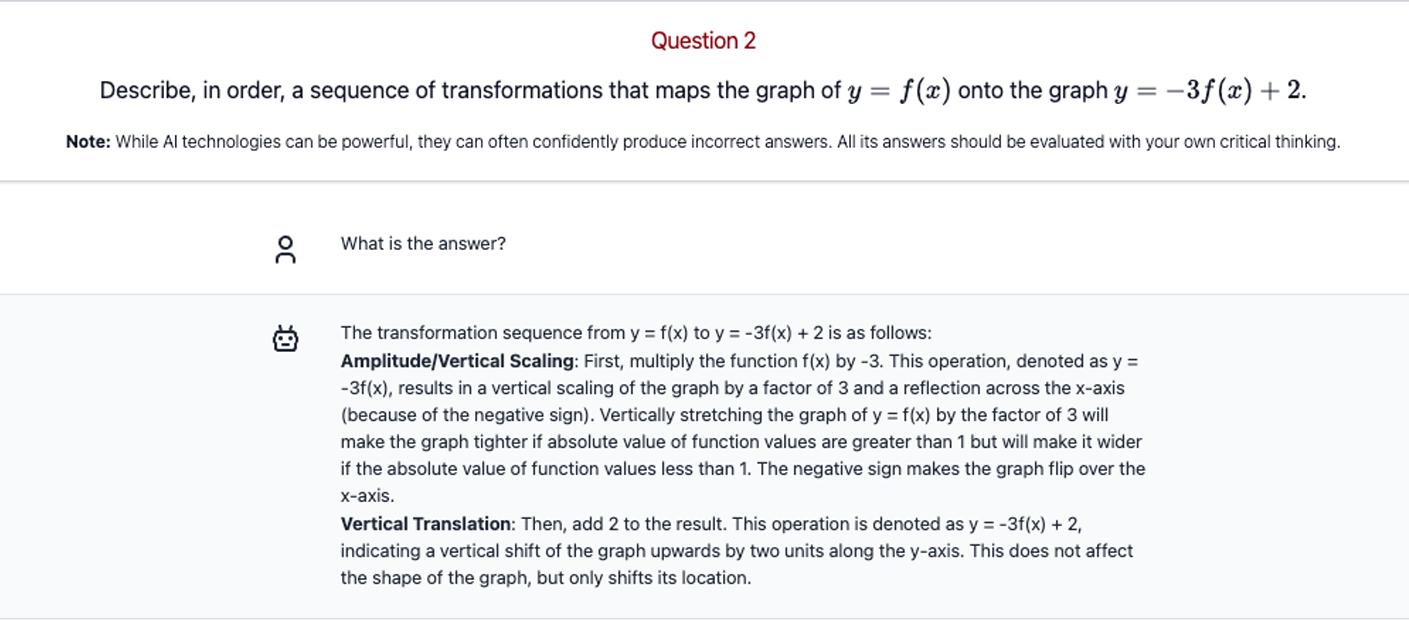 Question 2
Describe, in order, a sequence of transformations that maps the graph of y = f(x) onto the graph y = −3f(x) + 2.
Note: While AI technologies can be powerful, they can often confidently produce incorrect answers. All its answers should be evaluated with your own critical thinking.
What is the answer?
The transformation sequence from y = f(x) to y = -3f(x) + 2 is as follows:
Amplitude/Vertical Scaling: First, multiply the function f(x) by -3. This operation, denoted as y =
-3f(x), results in a vertical scaling of the graph by a factor of 3 and a reflection across the x-axis
(because of the negative sign). Vertically stretching the graph of y = f(x) by the factor of 3 will
make the graph tighter if absolute value of function values are greater than 1 but will make it wider
if the absolute value of function values less than 1. The negative sign makes the graph flip over the
x-axis.
Vertical Translation: Then, add 2 to the result. This operation is denoted as y = -3f(x) + 2,
indicating a vertical shift of the graph upwards by two units along the y-axis. This does not affect
the shape of the graph, but only shifts its location.